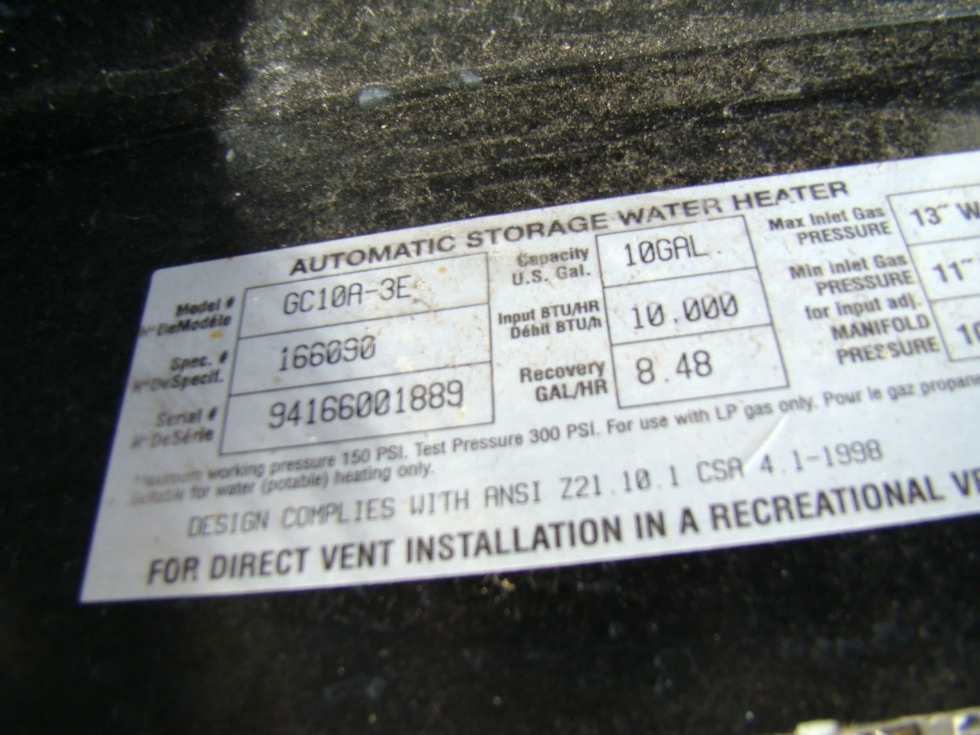 AUTOMATIC STORAGE WATER HEATER
Model # GC10A-3E
N° DeModèle
Spec. # 166090
N° DeSpecif.
Serial # 94166001889
N° DeSérie
Capacity 10GAL.
U.S. Gal.
Input BTU/HR 10.000
Débit BTU/h
Recovery 8.48
GAL/HR
Max Inlet Gas 13" W
PRESSURE
Min Inlet Gas 11"
PRESSURE
for input adj.
MANIFOLD
PRESSURE
Maximum working pressure 150 PSI. Test Pressure 300 PSI. For use with LP gas only. Pour le gaz propane
Suitable for water (potable) heating only.
DESIGN COMPLIES WITH ANSI Z21.10.1 CSA 4.1-1998
FOR DIRECT VENT INSTALLATION IN A RECREATIONAL VE